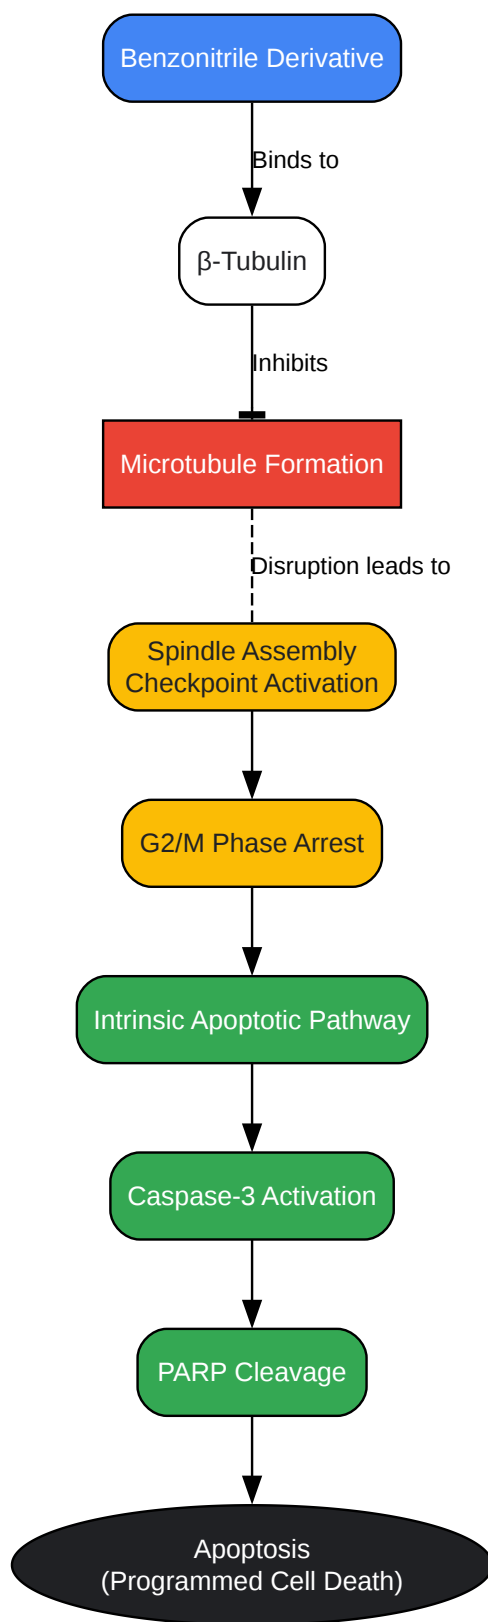 Benzonitrile Derivative
Binds to
β-Tubulin
Inhibits
Microtubule Formation
Disruption leads to
Spindle Assembly
Checkpoint Activation
G2/M Phase Arrest
Intrinsic Apoptotic Pathway
Caspase-3 Activation
PARP Cleavage
Apoptosis
(Programmed Cell Death)